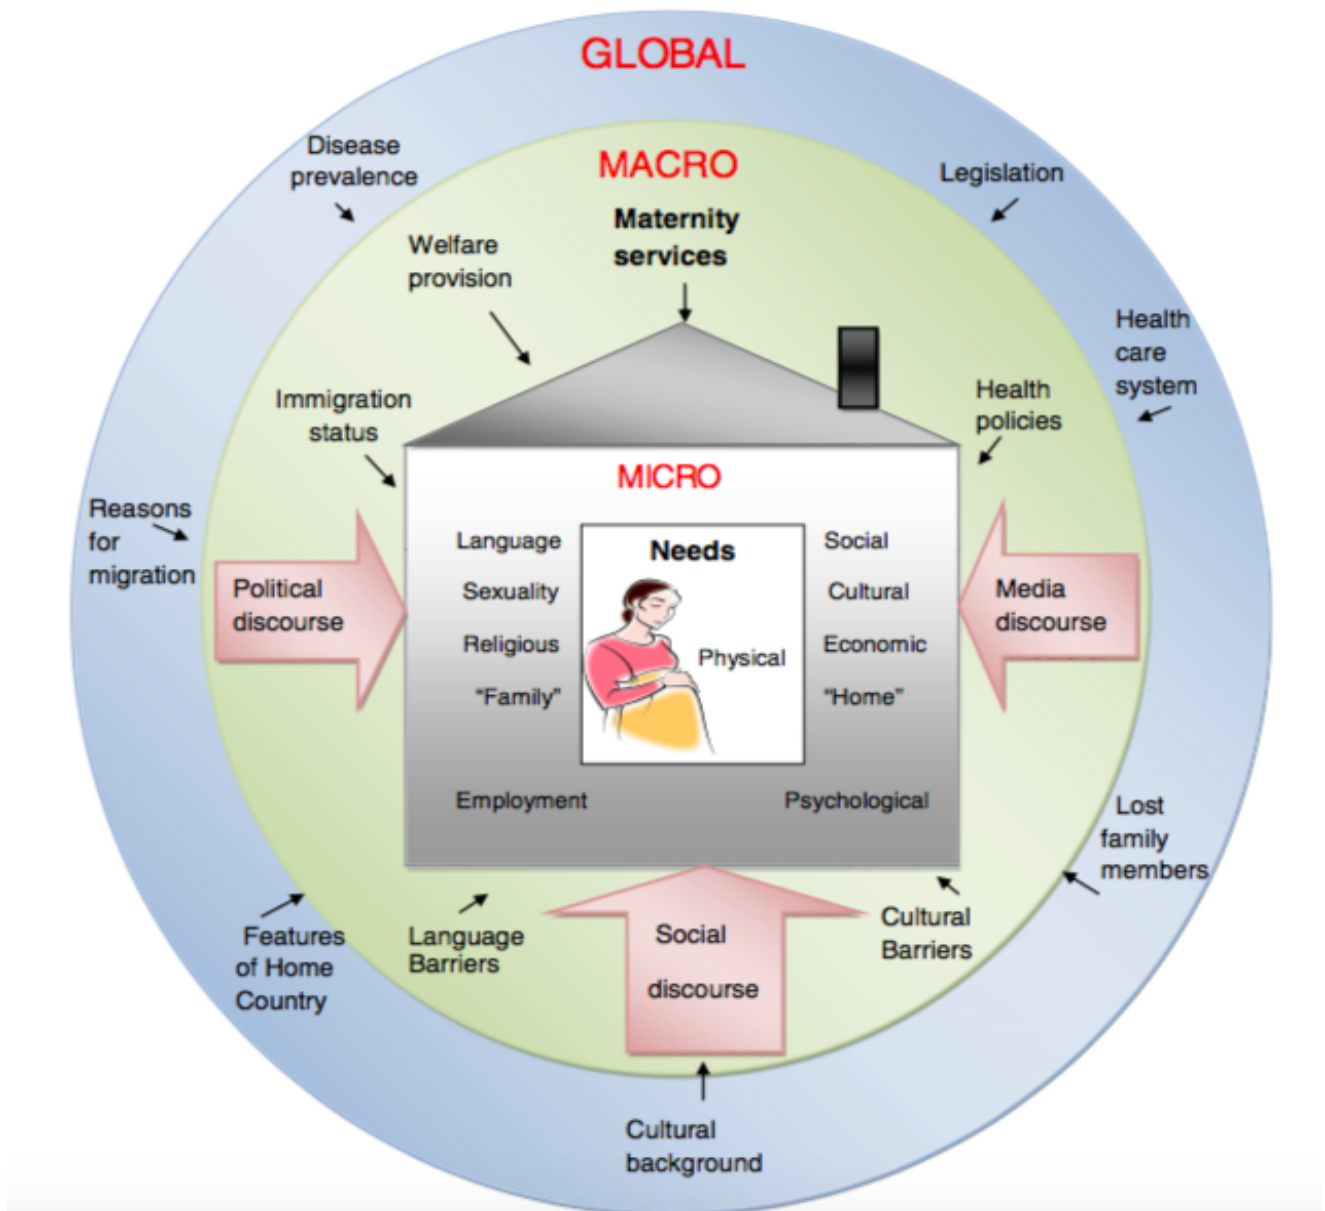 GLOBAL
Disease
prevalence
Legislation
MACRO
Maternity
services
Welfare
provision
Health
care
system
Immigration
status
Health
policies
MICRO
Reasons
for
migration
Political
discourse
Language
Sexuality
Religious
“Family”
Needs
Physical
Social
Cultural
Economic
“Home”
Media
discourse
Employment
Psychological
Lost
family
members
Features
of Home
Country
Language
Barriers
Social
discourse
Cultural
Barriers
Cultural
background